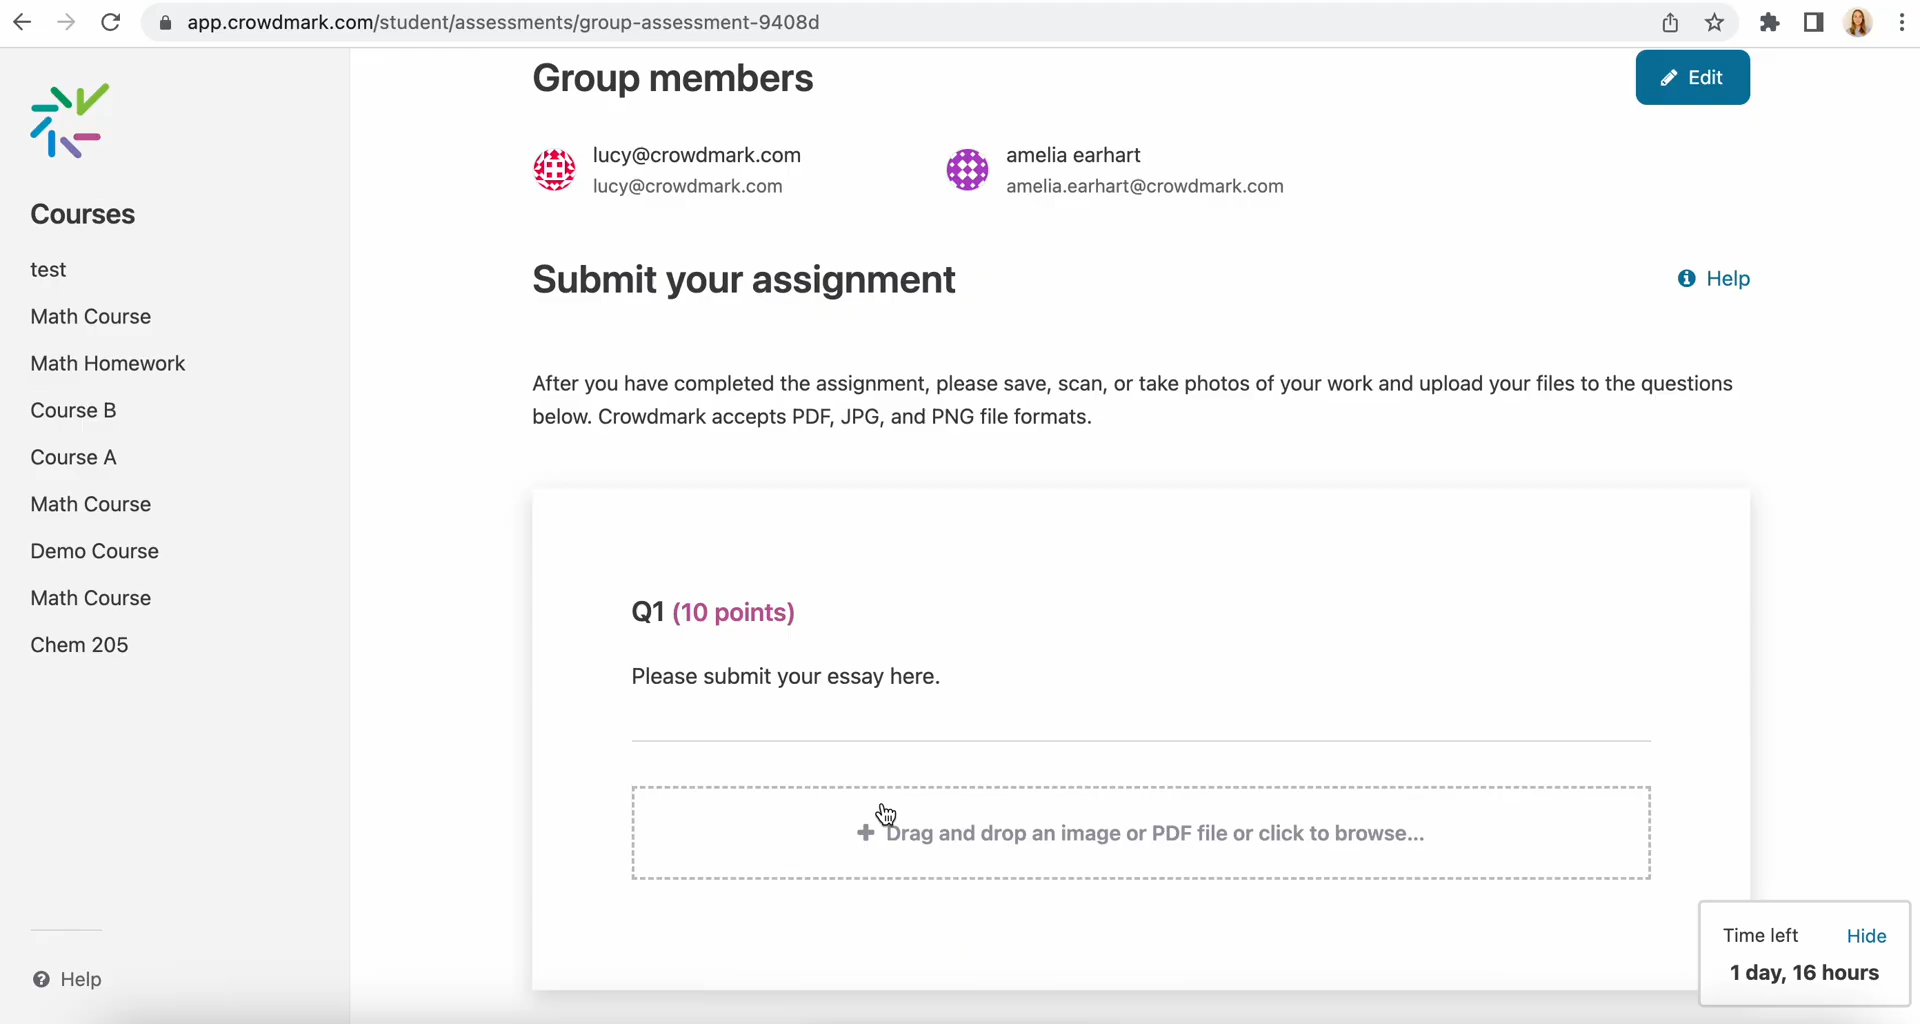 app.crowdmark.com/student/assessments/group-assessment-9408d
Courses
test
Math Course
Math Homework
Course B
Course A
Math Course
Demo Course
Math Course
Chem 205
Help
Group members
Edit
lucy@crowdmark.com
lucy@crowdmark.com
amelia earhart
amelia.earhart@crowdmark.com
Submit your assignment
Help
After you have completed the assignment, please save, scan, or take photos of your work and upload your files to the questions
below. Crowdmark accepts PDF, JPG, and PNG file formats.
Q1 (10 points)
Please submit your essay here.
+ Drag and drop an image or PDF file or click to browse...
Time left Hide
1 day, 16 hours